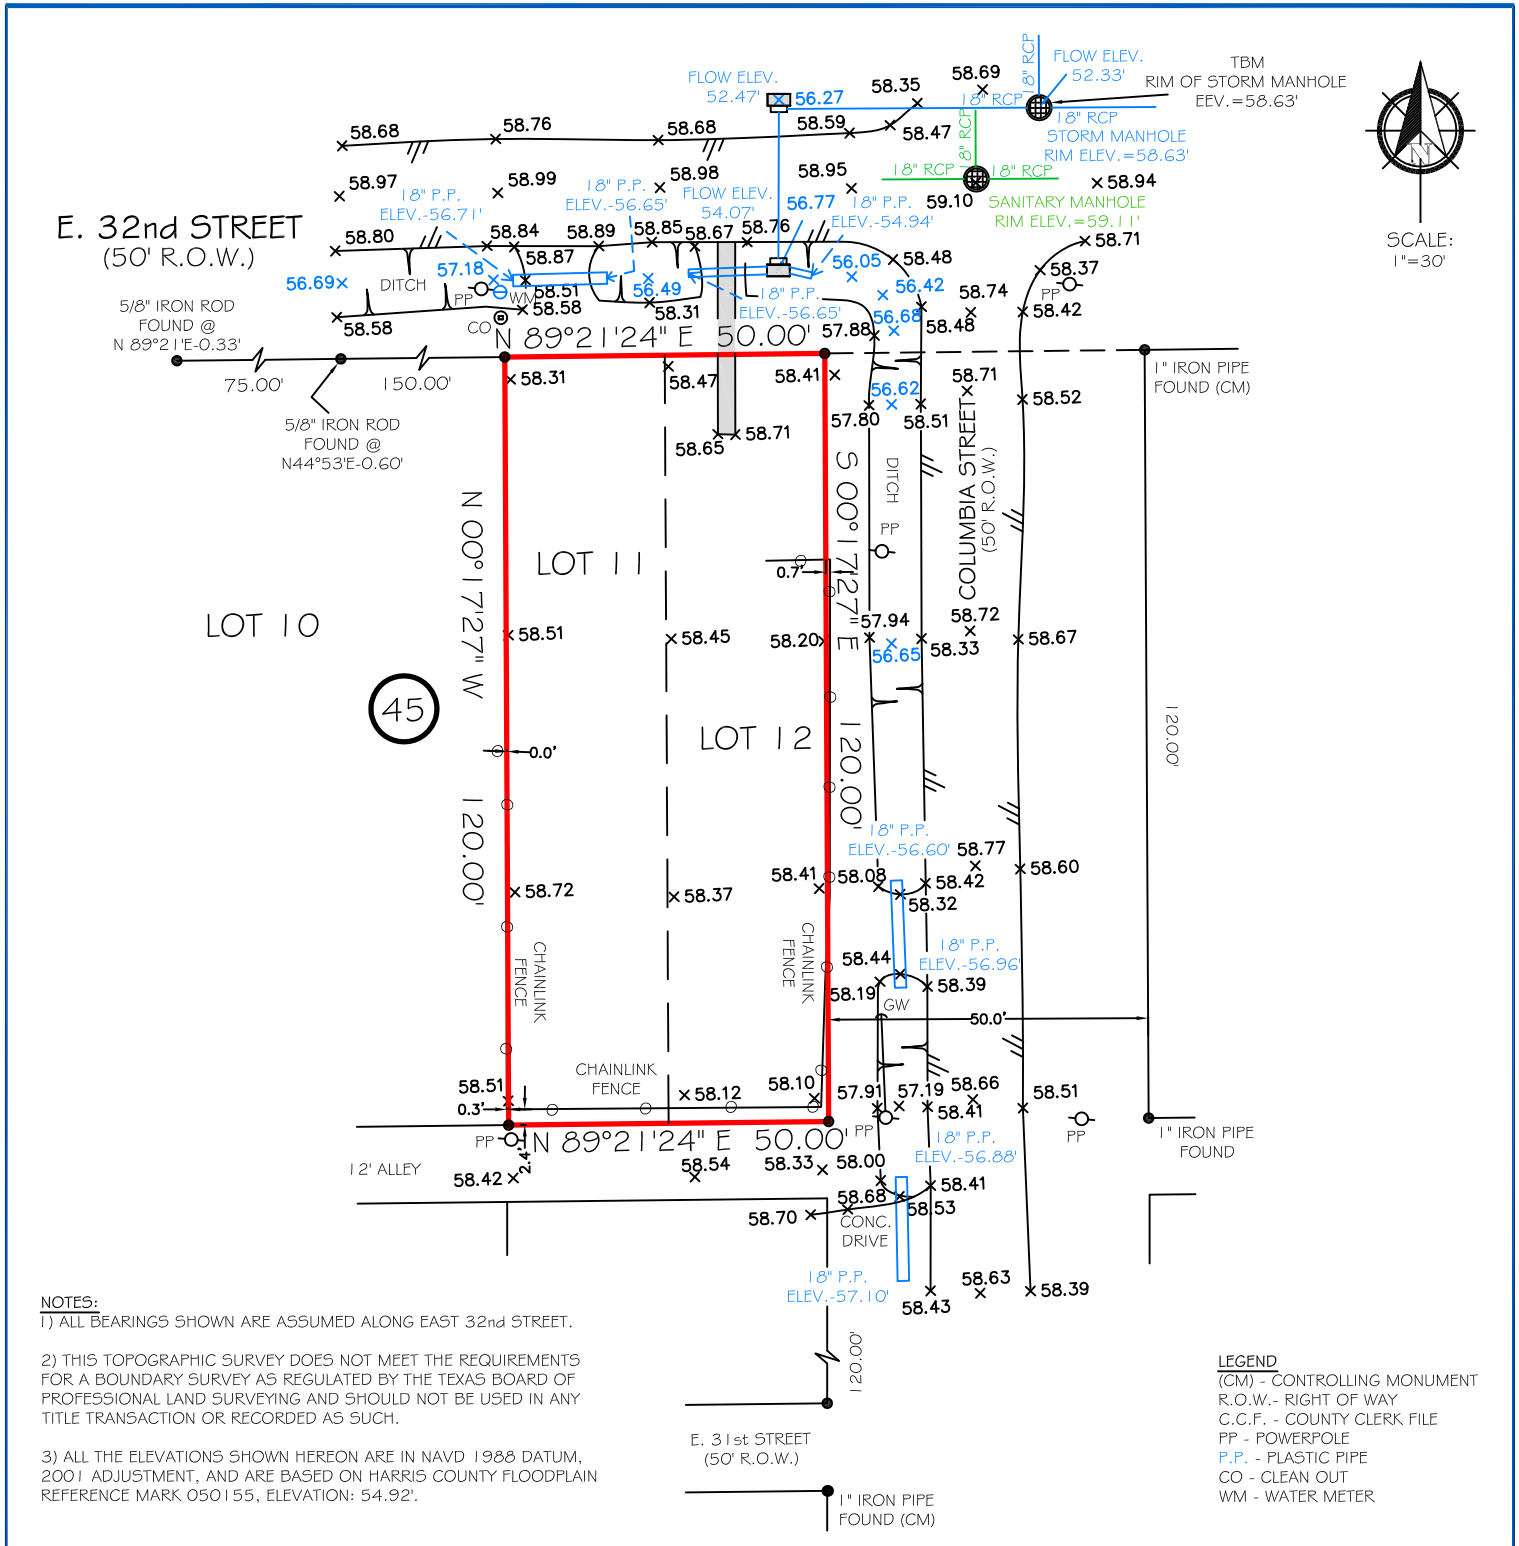 FLOW ELEV.
52.47'
56.27
58.35
58.69
18" RCP
18" RCP
FLOW ELEV.
52.33'
TBM
RIM OF STORM MANHOLE
EEV.=58.63'
18" RCP
STORM MANHOLE
RIM ELEV.=58.63'
58.68
58.76
58.68
58.59
58.47
18" RCP
18" RCP
18" RCP
59.10
SANITARY MANHOLE
RIM ELEV.=59.11'
58.94
N
SCALE:
1"=30'
58.97
58.99
58.98
58.95
18" P.P.
ELEV.-56.71'
18" P.P.
ELEV.-56.65'
FLOW ELEV.
54.07'
56.77
18" P.P.
ELEV.-54.94'
E. 32nd STREET
(50' R.O.W.)
58.80
58.84
58.87
58.89
58.85
58.67
58.76
58.48
58.71
58.37
PP
56.69
DITCH
57.18
PP
WM
58.51
58.58
56.49
58.31
18" P.P.
ELEV.-56.65'
56.05
56.42
56.68
58.74
58.48
58.42
58.58
CO
57.88
5/8" IRON ROD
FOUND @
N 89°21'E-0.33'
N 89°21'24" E 50.00'
75.00'
150.00'
58.31
58.47
58.41
56.62
58.71
58.52
1" IRON PIPE
FOUND (CM)
5/8" IRON ROD
FOUND @
N44°53'E-0.60'
58.65
58.71
57.80
58.51
N 00°17'27" W
120.00'
S 00°17'27" E
120.00'
DITCH
PP
COLUMBIA STREET
(50' R.O.W.)
LOT 11
0.7'
LOT 10
58.51
58.45
58.20
57.94
56.65
58.33
58.72
58.67
45
LOT 12
0.0'
120.00'
18" P.P.
ELEV.-56.60'
58.77
58.60
58.72
58.37
58.41
58.08
58.42
58.32
CHAINLINK
FENCE
CHAINLINK
FENCE
58.44
18" P.P.
ELEV.-56.96'
58.19
58.39
GW
50.0'
CHAINLINK
FENCE
58.51
0.3'
58.12
58.10
57.91
57.19
58.66
58.41
58.51
PP
N 89°21'24" E 50.00'
PP
PP
1" IRON PIPE
FOUND
2.4'
12' ALLEY
58.42
58.54
58.33
58.00
18" P.P.
ELEV.-56.88'
58.41
58.68
58.53
58.70
CONC.
DRIVE
18" P.P.
ELEV.-57.10'
58.43
58.63
58.39
NOTES:
1) ALL BEARINGS SHOWN ARE ASSUMED ALONG EAST 32nd STREET.
2) THIS TOPOGRAPHIC SURVEY DOES NOT MEET THE REQUIREMENTS
FOR A BOUNDARY SURVEY AS REGULATED BY THE TEXAS BOARD OF
PROFESSIONAL LAND SURVEYING AND SHOULD NOT BE USED IN ANY
TITLE TRANSACTION OR RECORDED AS SUCH.
3) ALL THE ELEVATIONS SHOWN HEREON ARE IN NAVD 1988 DATUM,
2001 ADJUSTMENT, AND ARE BASED ON HARRIS COUNTY FLOODPLAIN
REFERENCE MARK 050155, ELEVATION: 54.92'.
120.00'
E. 31st STREET
(50' R.O.W.)
1" IRON PIPE
FOUND (CM)
LEGEND
(CM) - CONTROLLING MONUMENT
R.O.W.- RIGHT OF WAY
C.C.F. - COUNTY CLERK FILE
PP - POWERPOLE
P.P. - PLASTIC PIPE
CO - CLEAN OUT
WM - WATER METER